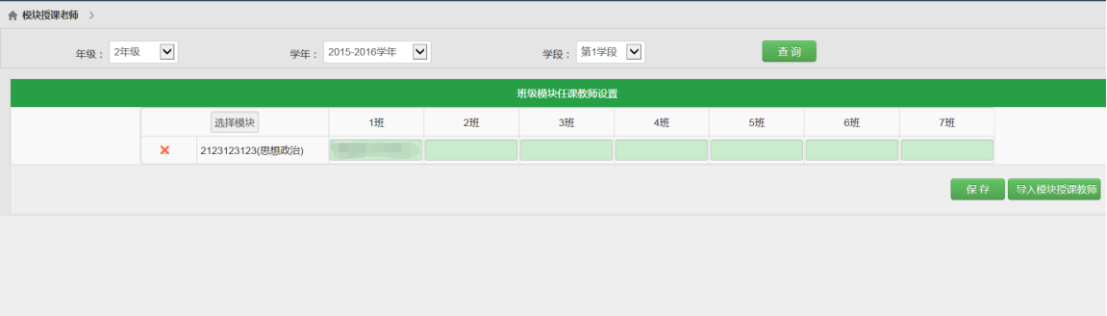 模块授课老师
年级： 2年级 学年： 2015-2016学年 学段： 第1学段 查 询
班级模块任课教师设置
选择模块 1班 2班 3班 4班 5班 6班 7班
2123123123(思想政治)
保 存 导入模块授课教师